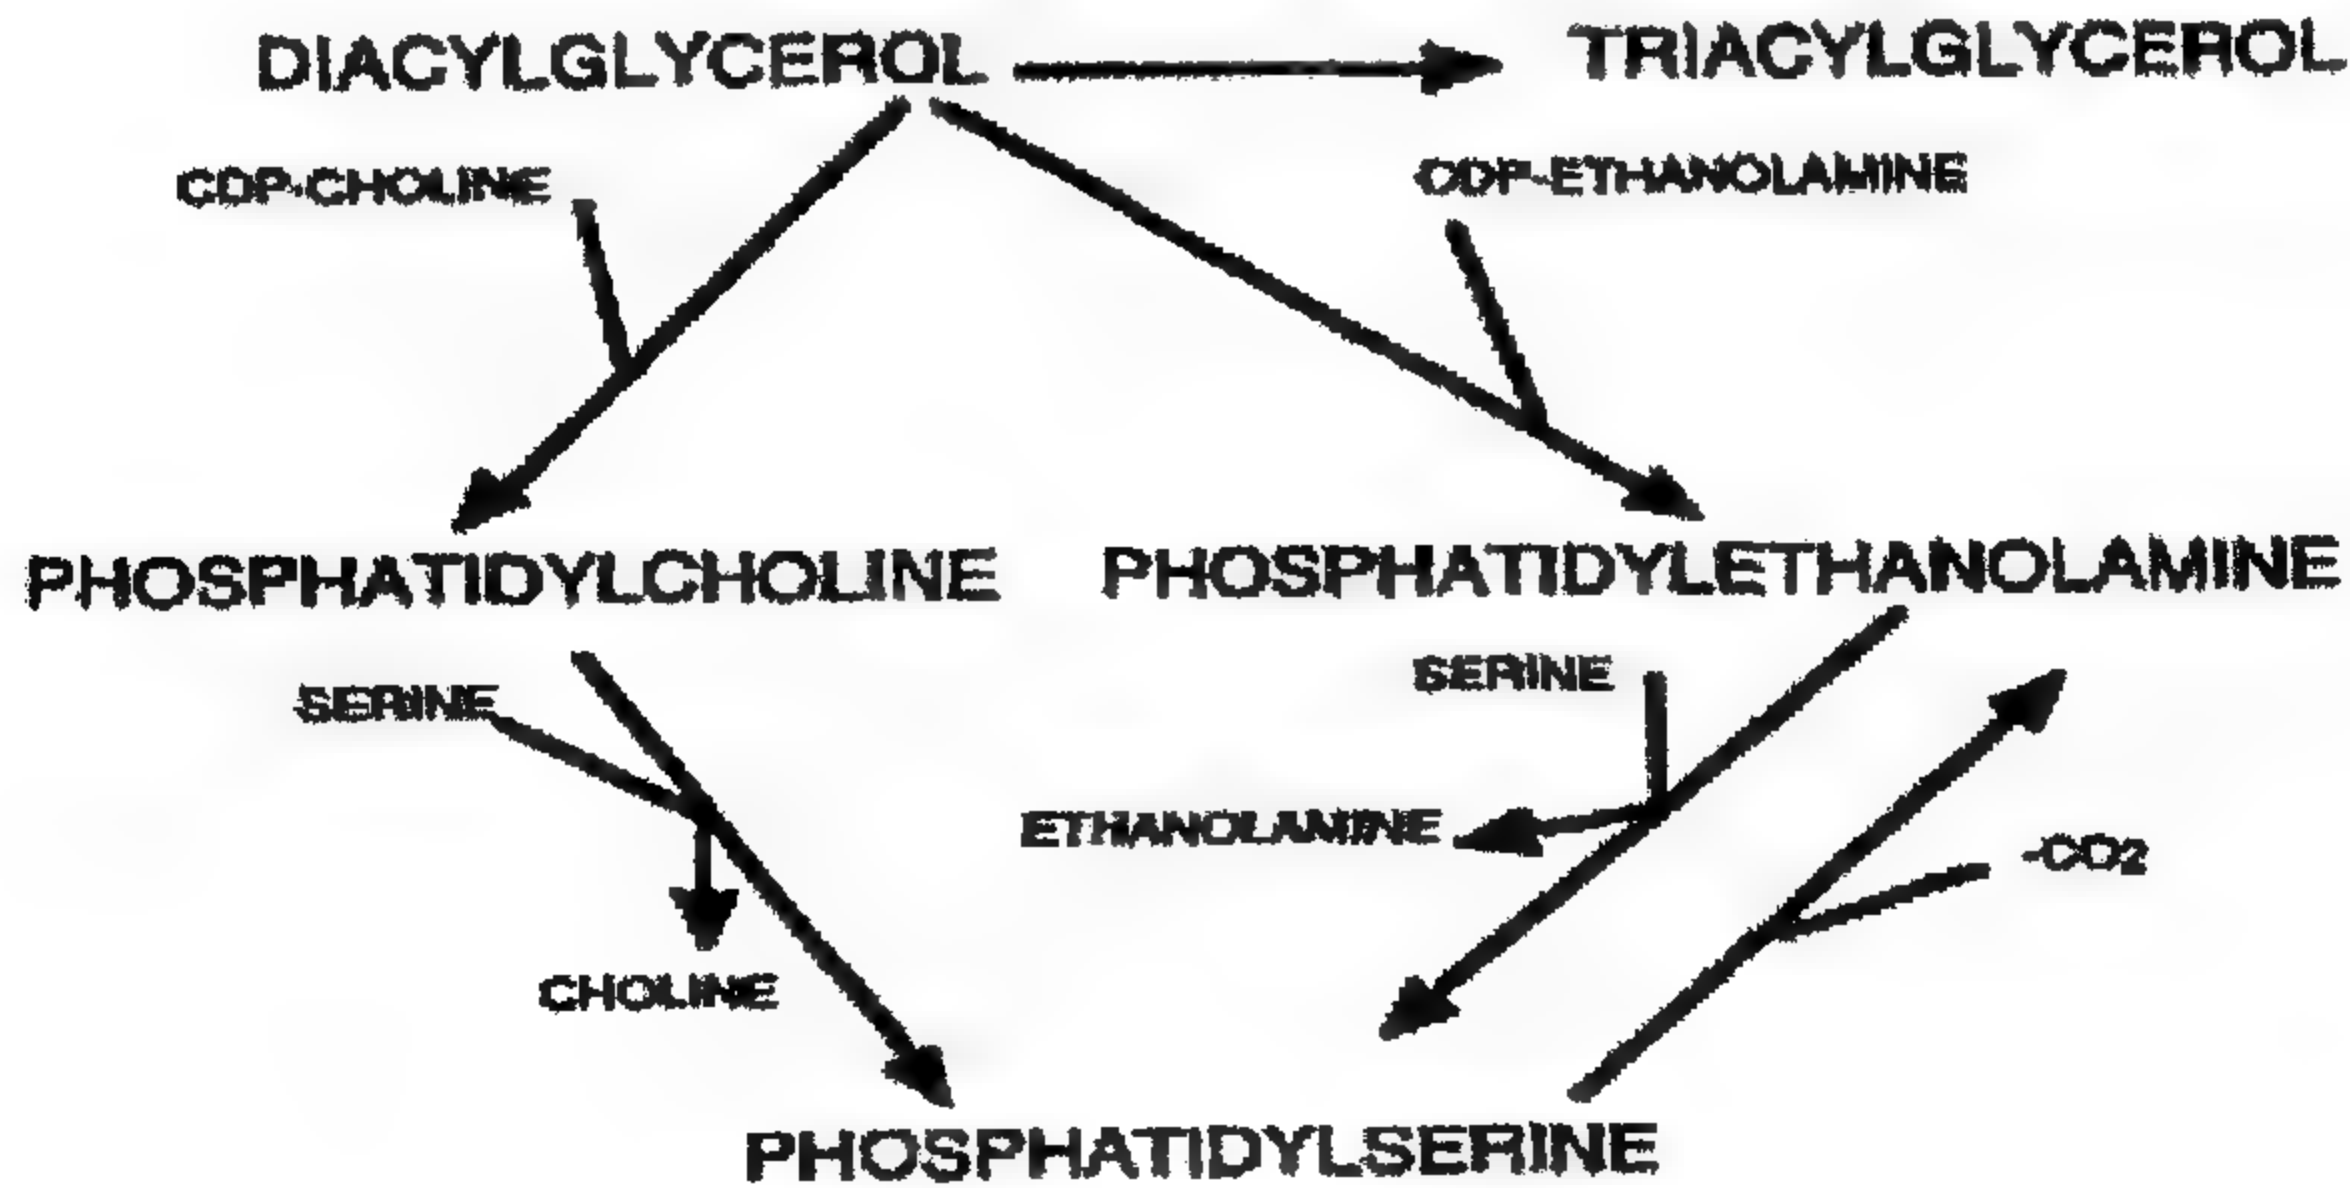 DIACYLGLYCEROL
TRIACYLGLYCEROL
CDP-CHOLINE
CDP-ETHANOLAMINE
PHOSPHATIDYLCHOLINE
PHOSPHATIDYLETHANOLAMINE
SERINE
SERINE
ETHANOLAMINE
-CO2
CHOLINE
PHOSPHATIDYLSERINE